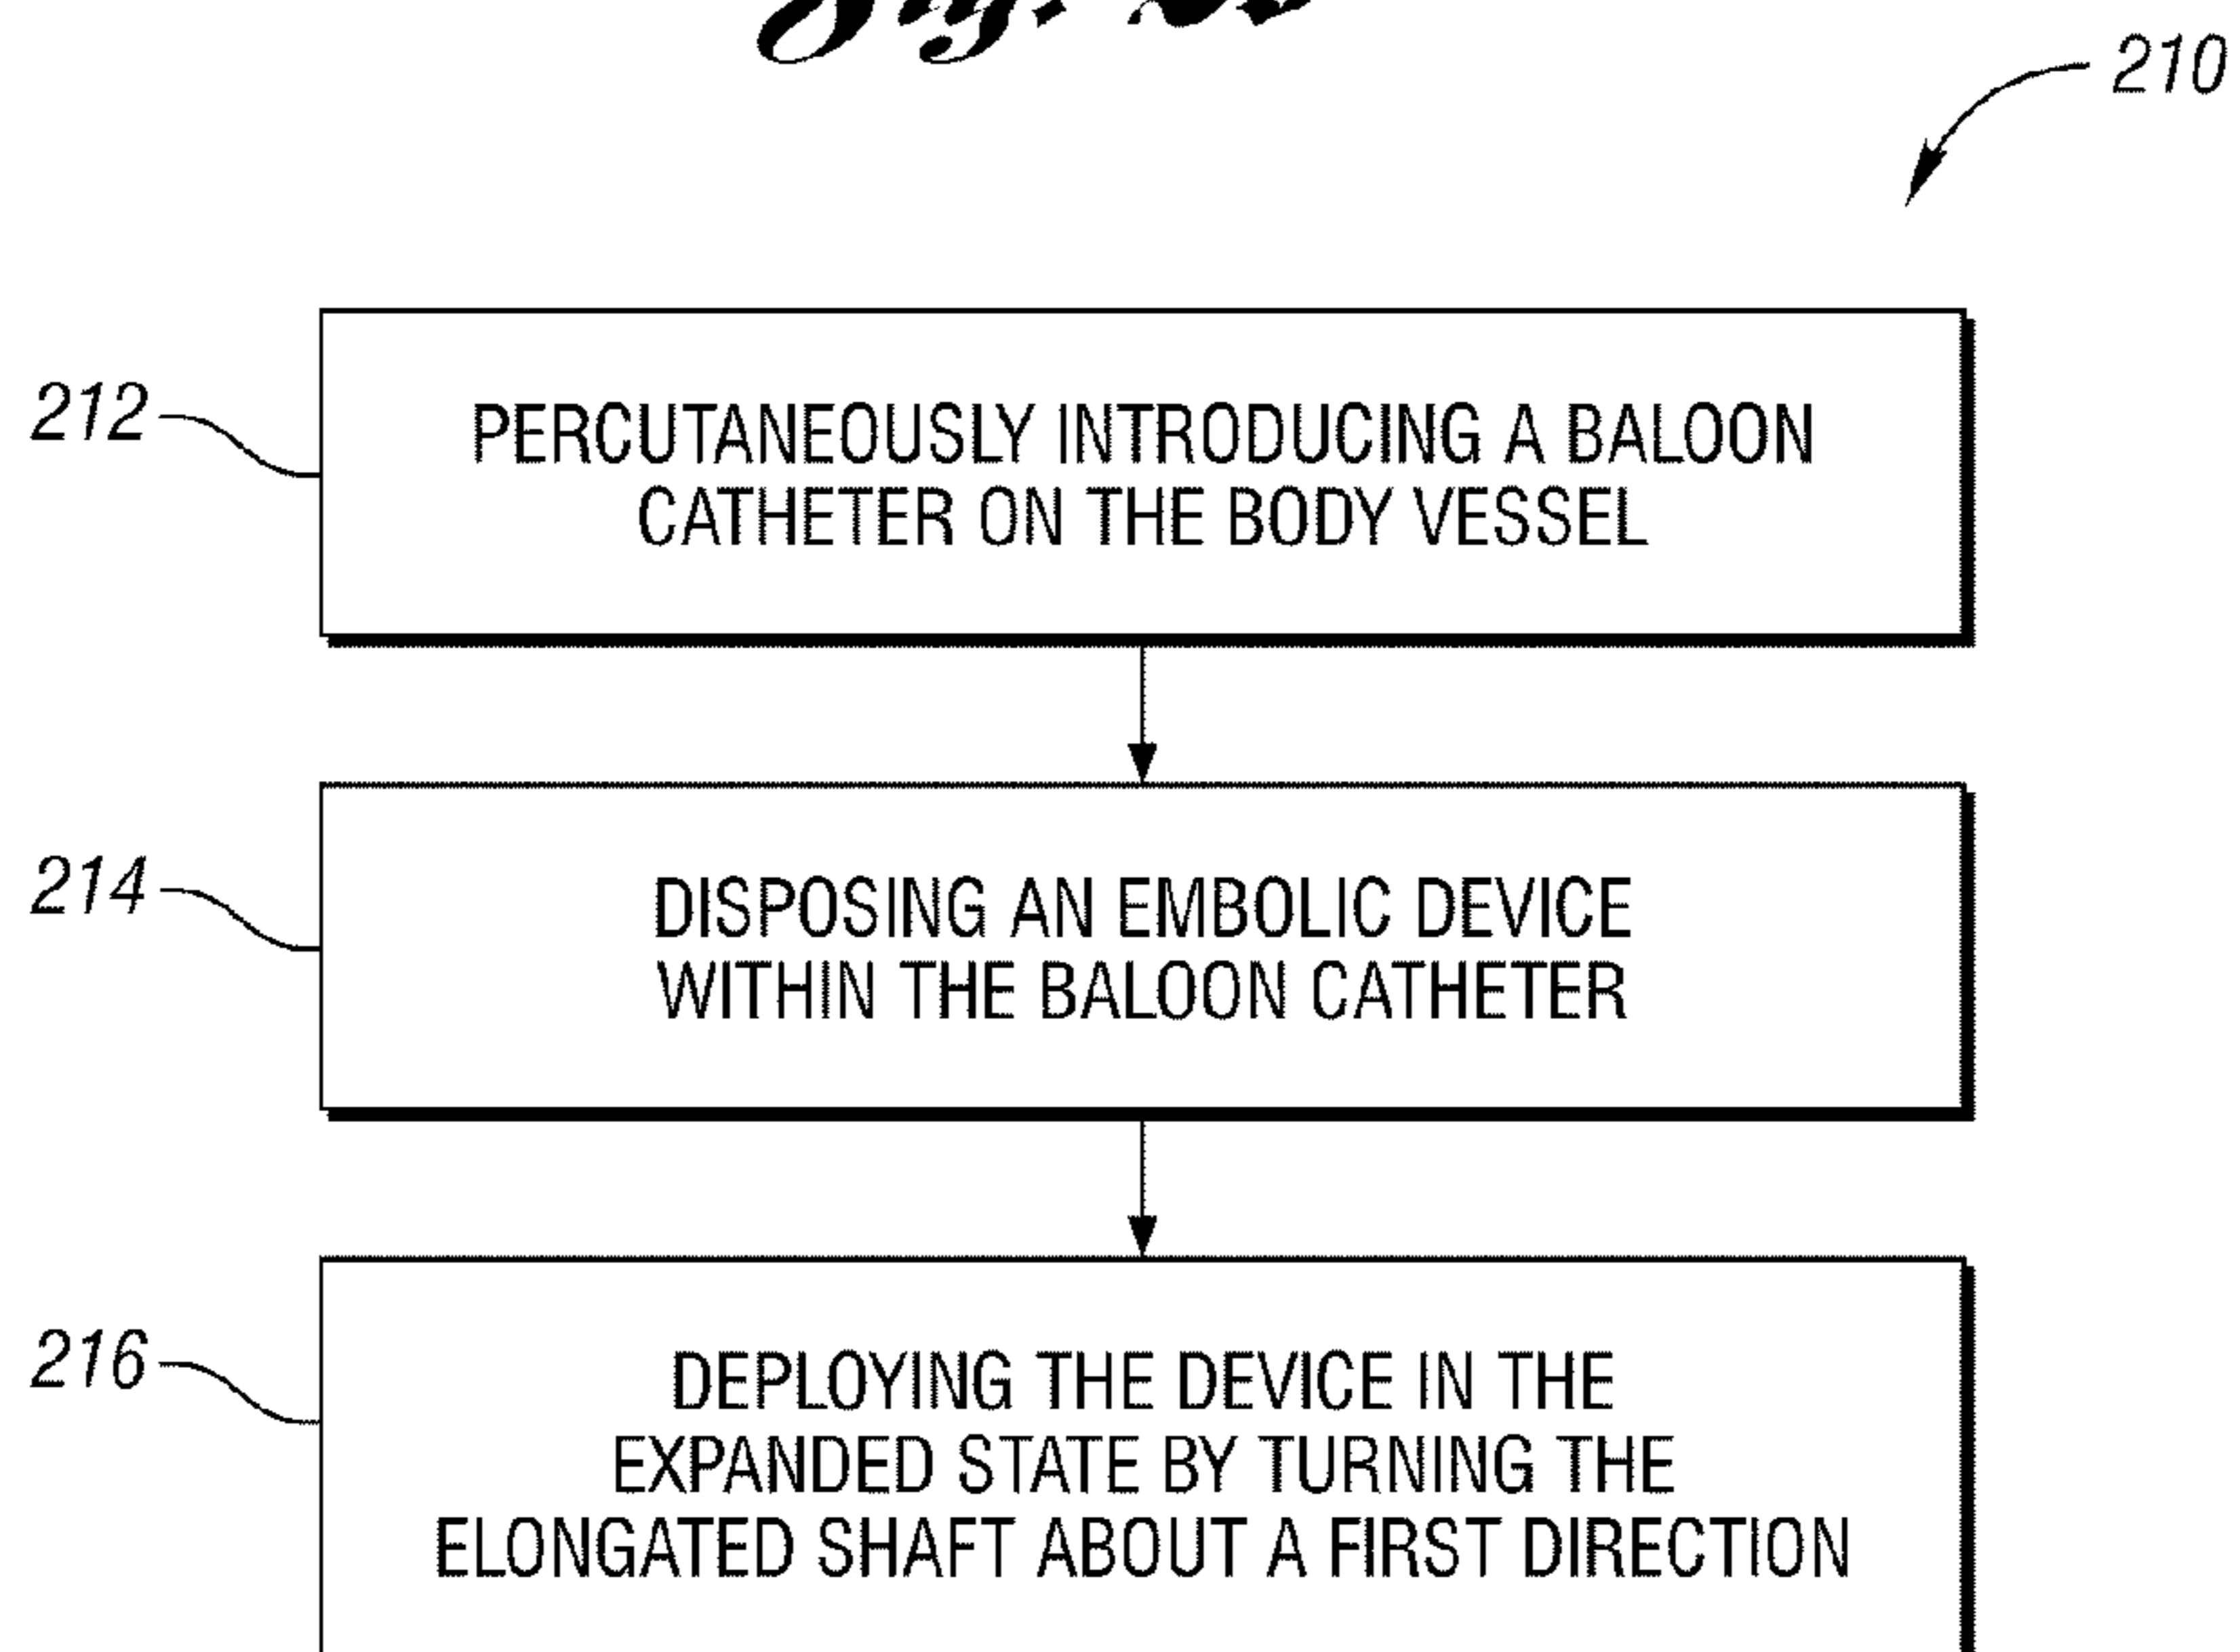 210
212
PERCUTANEOUSLY INTRODUCING A BALOON
CATHETER ON THE BODY VESSEL
214
DISPOSING AN EMBOLIC DEVICE
WITHIN THE BALOON CATHETER
216
DEPLOYING THE DEVICE IN THE
EXPANDED STATE BY TURNING THE
ELONGATED SHAFT ABOUT A FIRST DIRECTION